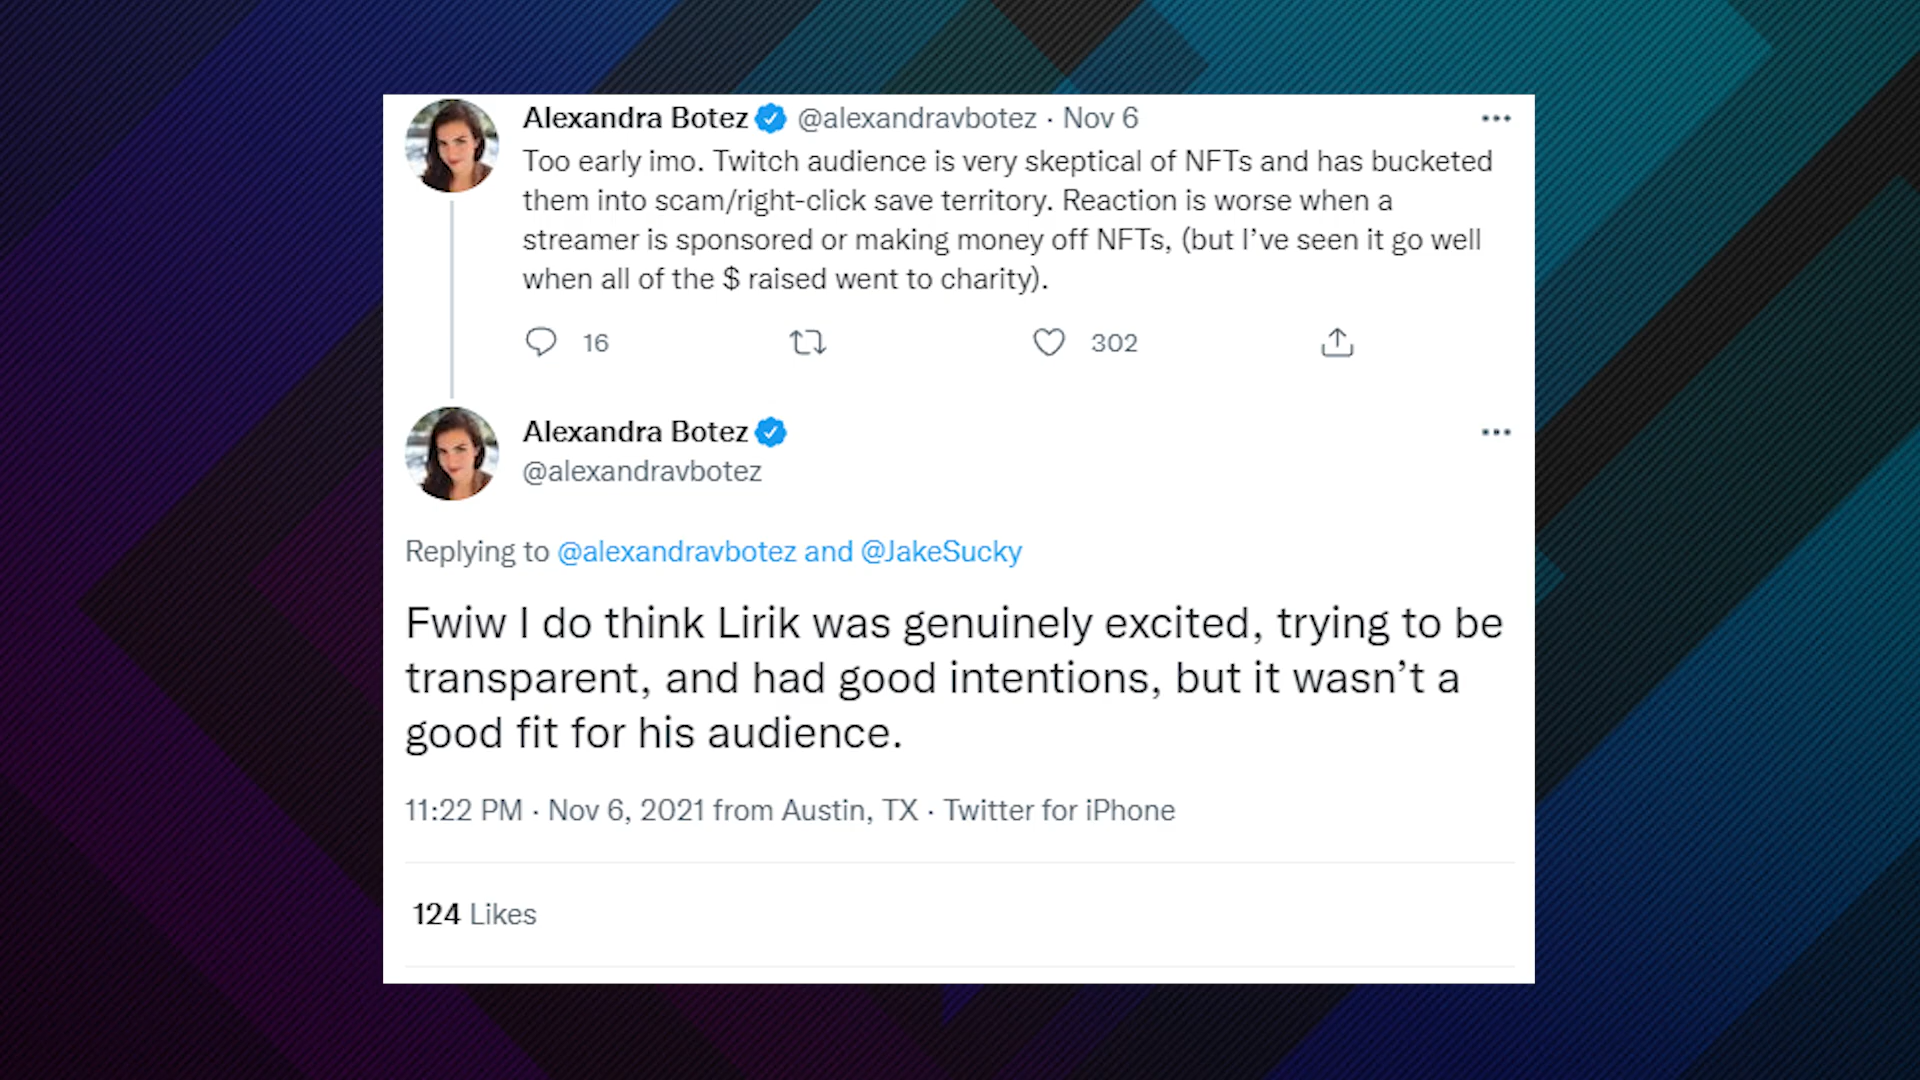 Alexandra Botez @alexandravbotez · Nov 6
Too early imo. Twitch audience is very skeptical of NFTs and has bucketed
them into scam/right-click save territory. Reaction is worse when a
streamer is sponsored or making money off NFTs, (but I’ve seen it go well
when all of the $ raised went to charity).
16 302
Alexandra Botez
@alexandravbotez
Replying to @alexandravbotez and @JakeSucky
Fwiw I do think Lirik was genuinely excited, trying to be
transparent, and had good intentions, but it wasn’t a
good fit for his audience.
11:22 PM · Nov 6, 2021 from Austin, TX · Twitter for iPhone
124 Likes